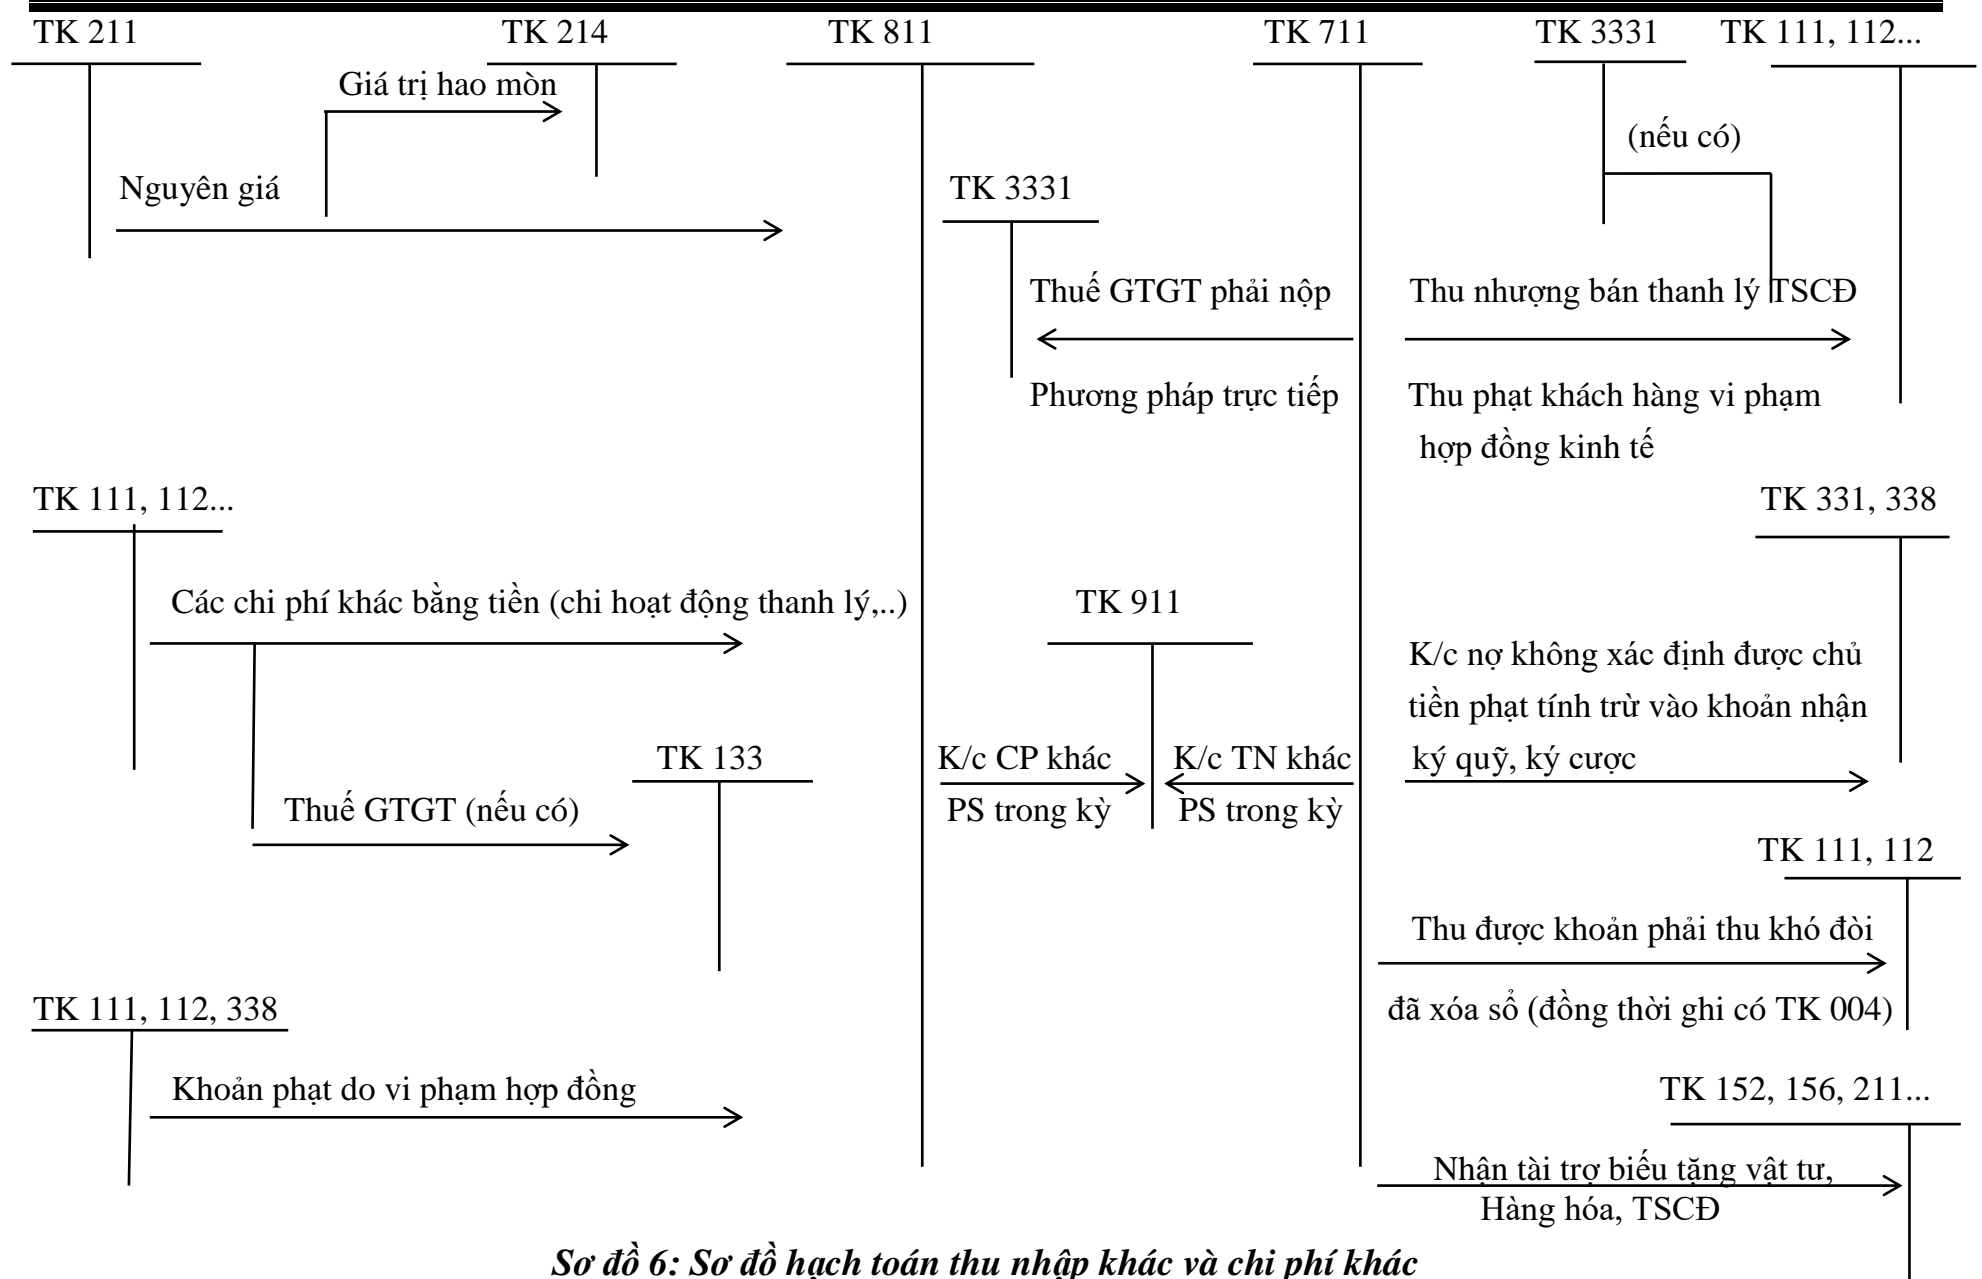 TK 211
TK 214
TK 811
TK 711
TK 3331
TK 111, 112...
Giá trị hao mòn
(nếu có)
Nguyên giá
TK 3331
Thuế GTGT phải nộp
Thu nhượng bán thanh lý TSCĐ
Phương pháp trực tiếp
Thu phạt khách hàng vi phạm
hợp đồng kinh tế
TK 111, 112...
TK 331, 338
Các chi phí khác bằng tiền (chi hoạt động thanh lý,..)
TK 911
K/c nợ không xác định được chủ
tiền phạt tính trừ vào khoản nhận
ký quỹ, ký cược
TK 133
K/c CP khác
PS trong kỳ
K/c TN khác
PS trong kỳ
Thuế GTGT (nếu có)
TK 111, 112
Thu được khoản phải thu khó đòi
đã xóa sổ (đồng thời ghi có TK 004)
TK 111, 112, 338
Khoản phạt do vi phạm hợp đồng
TK 152, 156, 211...
Nhận tài trợ biếu tặng vật tư,
Hàng hóa, TSCĐ
Sơ đồ 6: Sơ đồ hạch toán thu nhập khác và chi phí khác